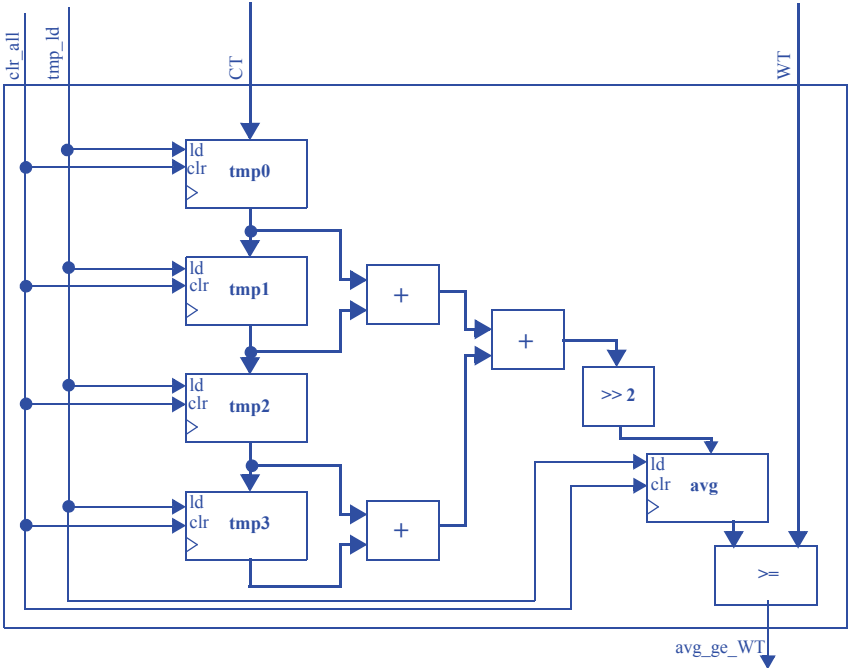 clr_all
tmp_ld
CT
WT
ld
clr
tmp0
ld
clr
tmp1
+
+
ld
clr
tmp2
>> 2
ld
clr
avg
ld
clr
tmp3
+
>=
avg_ge_WT